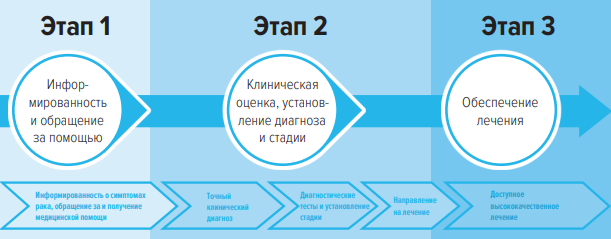 Этап 1
Этап 2
Этап 3
Инфор-
мированность
и обращение
за помощью
Клиническая
оценка, установ-
ление диагноза
и стадии
Обеспечение
лечения
Информированность о симптомах
рака, обращение за и получение
медицинской помощи
Точный
клинический
диагноз
Диагностические
тесты и установление
стадии
Направление
на лечение
Доступное
высококачественное
лечение